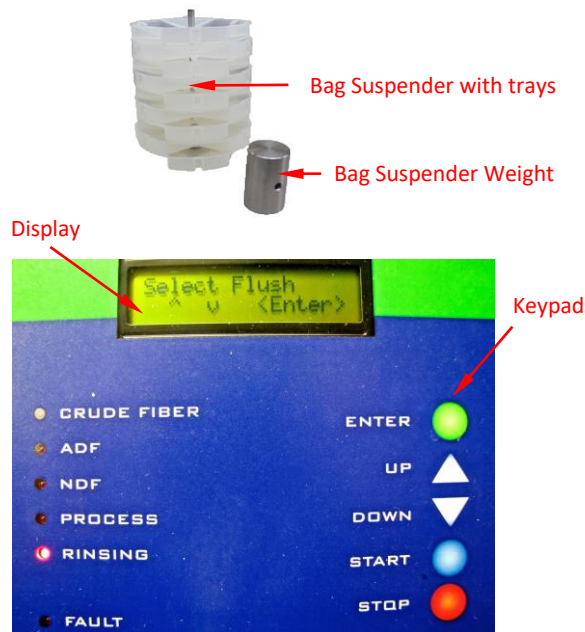 Bag Suspender with trays
Bag Suspender Weight
Display
Select Flush
^ v <Enter>
Keypad
CRUDE FIBER
ADF
NDF
PROCESS
RINSING
FAULT
ENTER
UP
DOWN
START
STOP